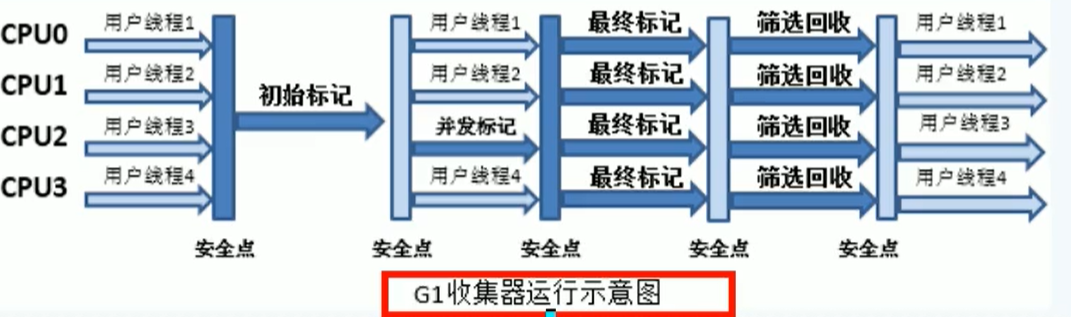 CPU0 用户线程1 用户线程1 最终标记 筛选回收 用户线程1
CPU1 用户线程2 初始标记 用户线程2 最终标记 筛选回收 用户线程2
CPU2 用户线程3 并发标记 最终标记 筛选回收 用户线程3
CPU3 用户线程4 用户线程4 最终标记 筛选回收 用户线程4
安全点 安全点 安全点 安全点 安全点
G1收集器运行示意图